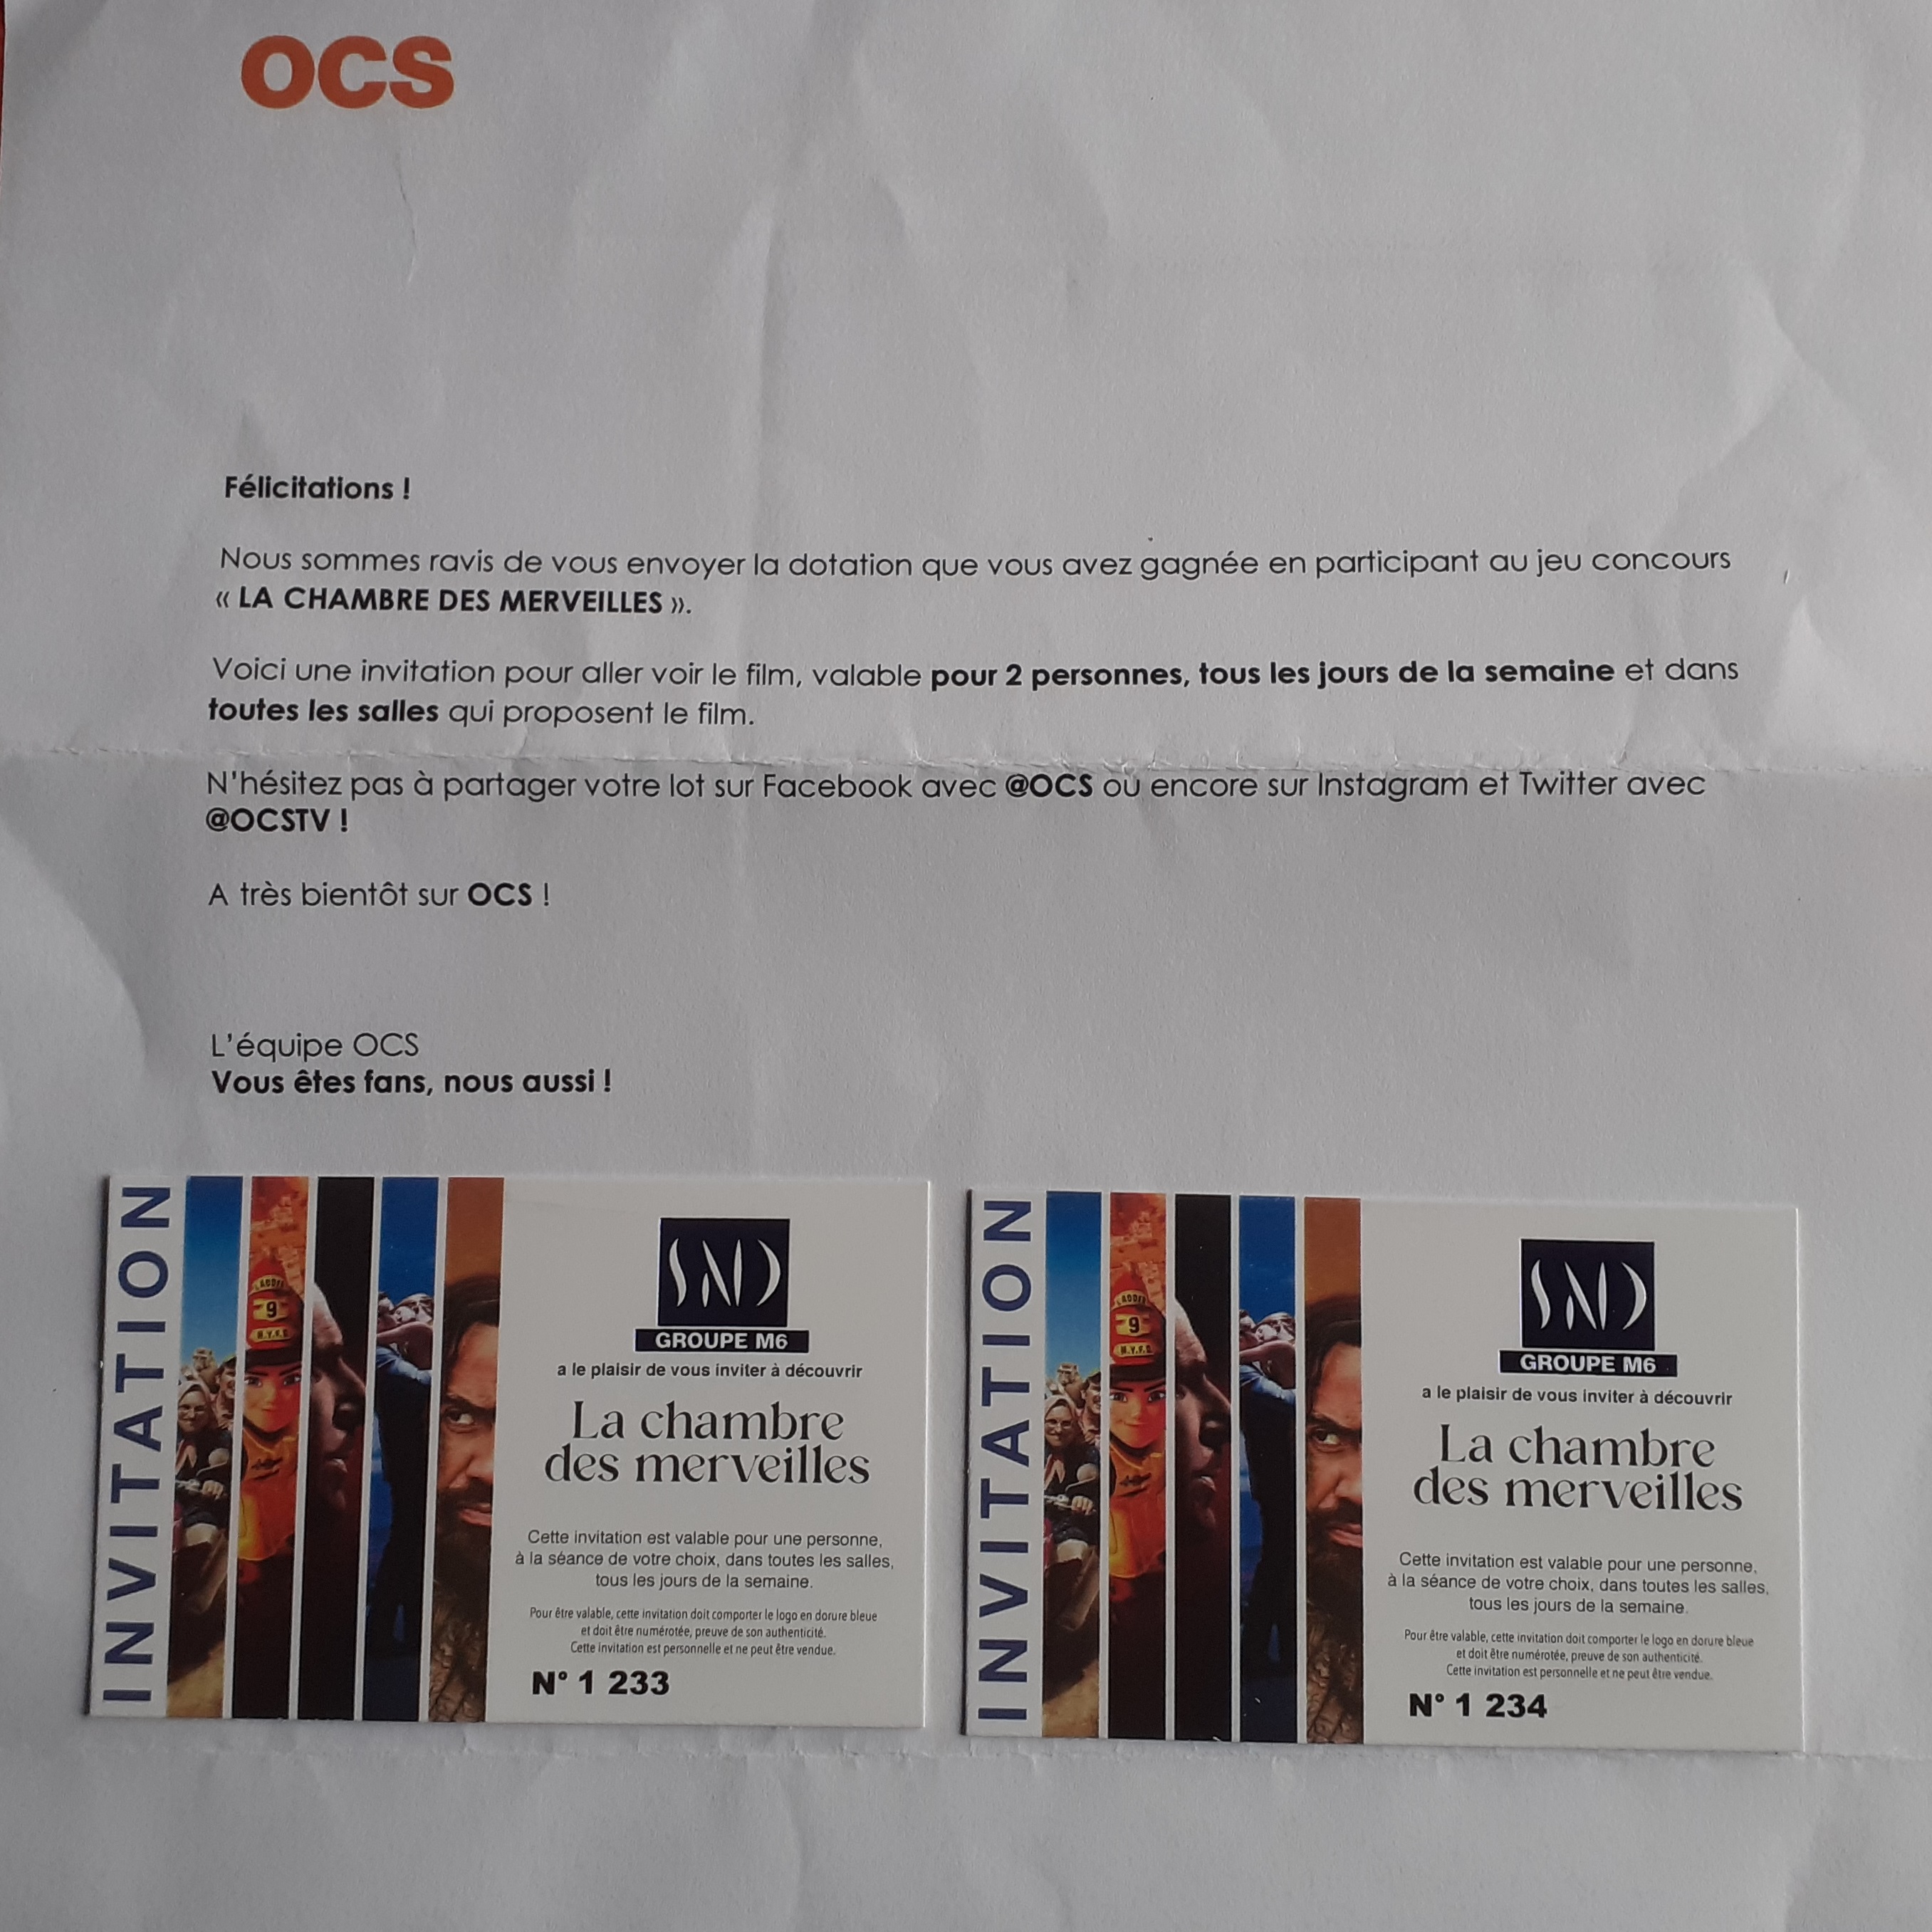 OCS
Félicitations !
Nous sommes ravis de vous envoyer la dotation que vous avez gagnée en participant au jeu concours
« LA CHAMBRE DES MERVEILLES ».
Voici une invitation pour aller voir le film, valable pour 2 personnes, tous les jours de la semaine et dans
toutes les salles qui proposent le film.
N'hésitez pas à partager votre lot sur Facebook avec @OCS ou encore sur Instagram et Twitter avec
@OCSTV !
A très bientôt sur OCS !
L'équipe OCS
Vous êtes fans, nous aussi !
INVITATION
LADDER
9
N.Y.F.D.
SND
GROUPE M6
a le plaisir de vous inviter à découvrir
La chambre
des merveilles
Cette invitation est valable pour une personne,
à la séance de votre choix, dans toutes les salles,
tous les jours de la semaine.
Pour être valable, cette invitation doit comporter le logo en dorure bleue
et doit être numérotée, preuve de son authenticité.
Cette invitation est personnelle et ne peut être vendue.
N° 1 233
INVITATION
LADDER
9
N.Y.F.D.
SND
GROUPE M6
a le plaisir de vous inviter à découvrir
La chambre
des merveilles
Cette invitation est valable pour une personne,
à la séance de votre choix, dans toutes les salles,
tous les jours de la semaine.
Pour être valable, cette invitation doit comporter le logo en dorure bleue
et doit être numérotée, preuve de son authenticité.
Cette invitation est personnelle et ne peut être vendue.
N° 1 234